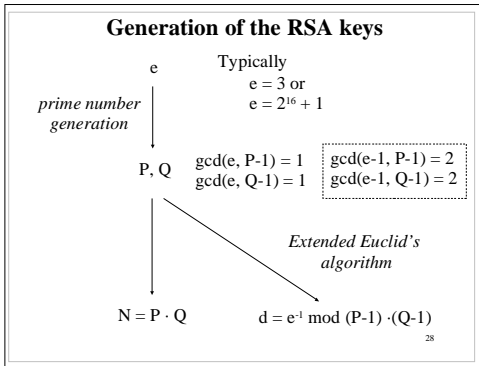 Generation of the RSA keys
e
Typically
e = 3 or
e = 2¹⁶ + 1
prime number
generation
P, Q
gcd(e, P-1) = 1
gcd(e, Q-1) = 1
gcd(e-1, P-1) = 2
gcd(e-1, Q-1) = 2
Extended Euclid's
algorithm
N = P · Q
d = e⁻¹ mod (P-1) ·(Q-1)
28